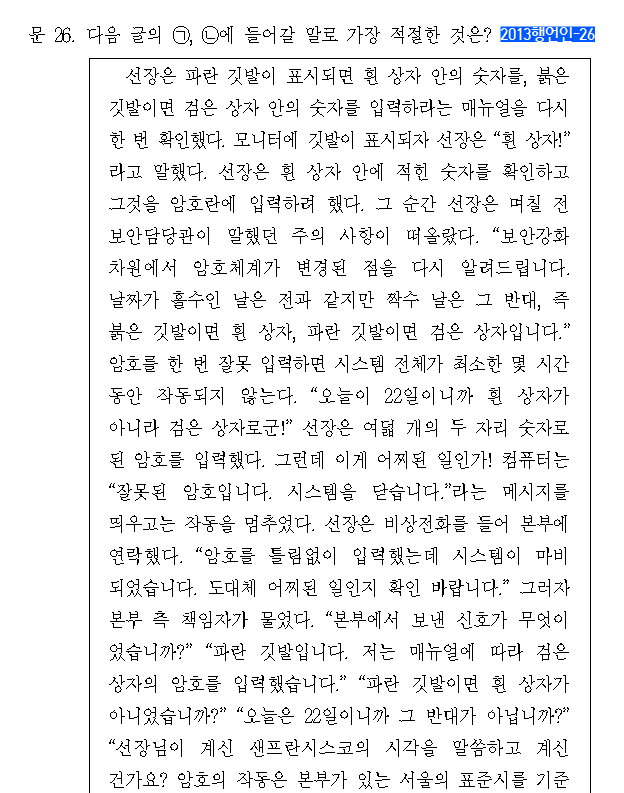 문 26. 다음 글의 ㉠, ㉡에 들어갈 말로 가장 적절한 것은? 2013행언인-26
선장은 파란 깃발이 표시되면 흰 상자 안의 숫자를, 붉은
깃발이면 검은 상자 안의 숫자를 입력하라는 매뉴얼을 다시
한 번 확인했다. 모니터에 깃발이 표시되자 선장은 “흰 상자!”
라고 말했다. 선장은 흰 상자 안에 적힌 숫자를 확인하고
그것을 암호란에 입력하려 했다. 그 순간 선장은 며칠 전
보안담당관이 말했던 주의 사항이 떠올랐다. “보안강화
차원에서 암호체계가 변경된 점을 다시 알려드립니다.
날짜가 홀수인 날은 전과 같지만 짝수 날은 그 반대, 즉
붉은 깃발이면 흰 상자, 파란 깃발이면 검은 상자입니다.”
암호를 한 번 잘못 입력하면 시스템 전체가 최소한 몇 시간
동안 작동되지 않는다. “오늘이 22일이니까 흰 상자가
아니라 검은 상자로군!” 선장은 여덟 개의 두 자리 숫자로
된 암호를 입력했다. 그런데 이게 어찌된 일인가! 컴퓨터는
“잘못된 암호입니다. 시스템을 닫습니다.”라는 메시지를
띄우고는 작동을 멈추었다. 선장은 비상전화를 들어 본부에
연락했다. “암호를 틀림없이 입력했는데 시스템이 마비
되었습니다. 도대체 어찌된 일인지 확인 바랍니다.” 그러자
본부 측 책임자가 물었다. “본부에서 보낸 신호가 무엇이
었습니까?” “파란 깃발입니다. 저는 매뉴얼에 따라 검은
상자의 암호를 입력했습니다.” “파란 깃발이면 흰 상자가
아니었습니까?” “오늘은 22일이니까 그 반대가 아닙니까?”
“선장님이 계신 샌프란시스코의 시각을 말씀하고 계신
건가요? 암호의 작동은 본부가 있는 서울의 표준시를 기준